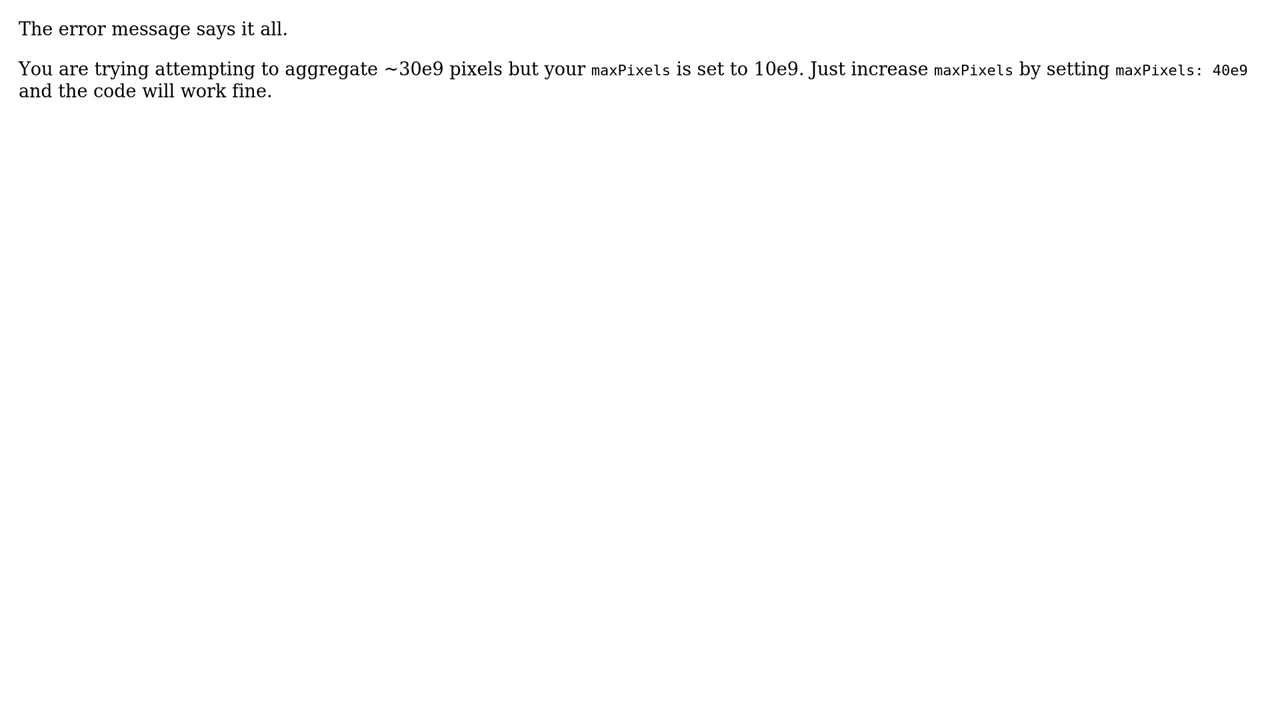 The error message says it all.
You are trying attempting to aggregate ~30e9 pixels but your maxPixels is set to 10e9. Just increase maxPixels by setting maxPixels: 40e9
and the code will work fine.